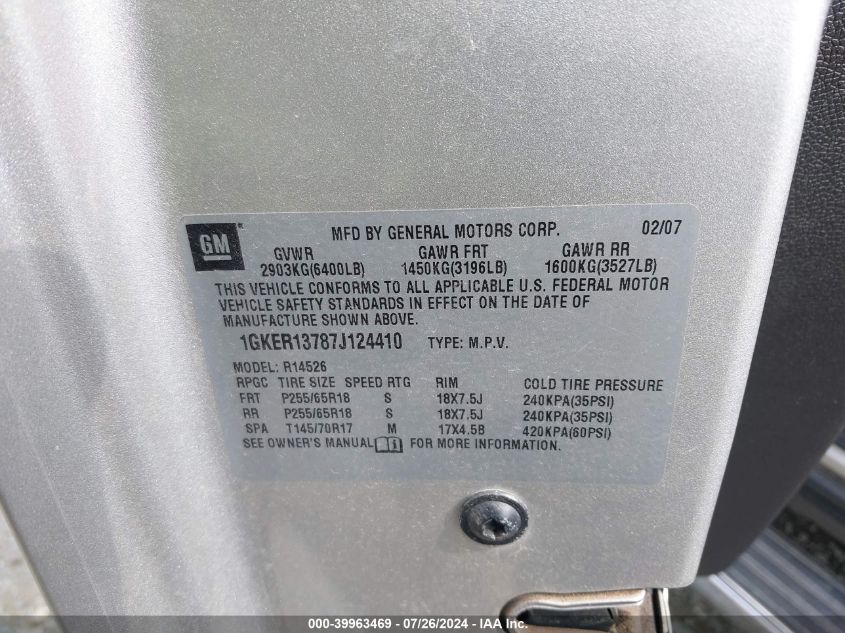 GM
MFD BY GENERAL MOTORS CORP. 02/07
GVWR GAWR FRT GAWR RR
2903KG(6400LB) 1450KG(3196LB) 1600KG(3527LB)
THIS VEHICLE CONFORMS TO ALL APPLICABLE U.S. FEDERAL MOTOR
VEHICLE SAFETY STANDARDS IN EFFECT ON THE DATE OF
MANUFACTURE SHOWN ABOVE.
1GKER13787J124410 TYPE: M.P.V.
MODEL: R14526
RPGC TIRE SIZE SPEED RTG RIM COLD TIRE PRESSURE
FRT P255/65R18 S 18X7.5J 240KPA(35PSI)
RR P255/65R18 S 18X7.5J 240KPA(35PSI)
SPA T145/70R17 M 17X4.5B 420KPA(60PSI)
SEE OWNER'S MANUAL FOR MORE INFORMATION.
000-39963469 - 07/26/2024 - IAA Inc.